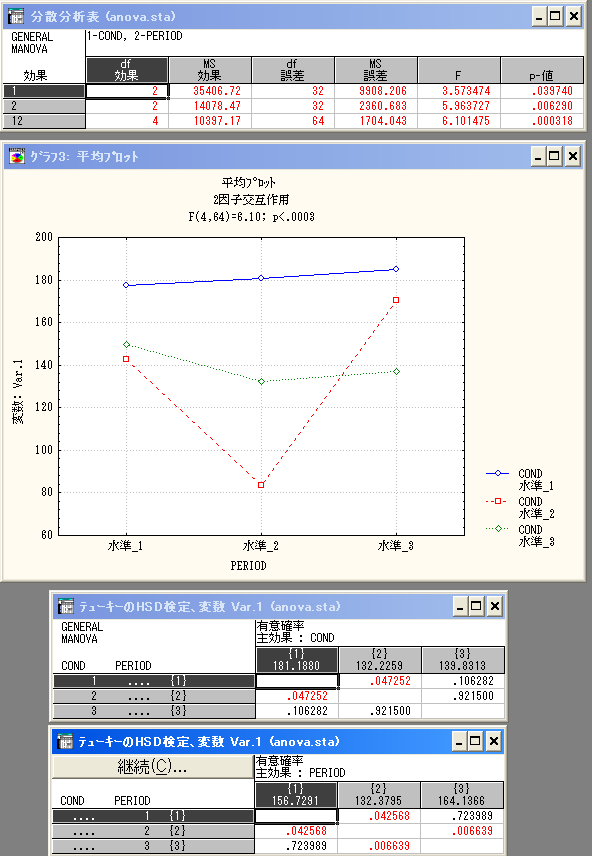 分散分析表 (anova.sta)
GENERAL
MANOVA
1-COND, 2-PERIOD
効果
df
効果
MS
効果
df
誤差
MS
誤差
F
p-値
1 2 35406.72 32 9908.206 3.573474 .039740
2 2 14078.47 32 2360.683 5.963727 .006290
12 4 10397.17 64 1704.043 6.101475 .000318
グラフ3: 平均プロット
平均プロット
2因子交互作用
F(4,64)=6.10; p<.0003
変数: Var.1
200
180
160
140
120
100
80
60
水準_1 水準_2 水準_3
PERIOD
COND
水準_1
COND
水準_2
COND
水準_3
テューキーのHSD検定、変数 Var.1 (anova.sta)
GENERAL
MANOVA
有意確率
主効果 : COND
COND PERIOD
{1} {2} {3}
181.1880 132.2259 139.8313
1 .... {1} .047252 .106282
2 .... {2} .047252 .921500
3 .... {3} .106282 .921500
テューキーのHSD検定、変数 Var.1 (anova.sta)
継続(C)...
有意確率
主効果 : PERIOD
COND PERIOD
{1} {2} {3}
156.7291 132.3795 164.1366
.... 1 {1} .042568 .723989
.... 2 {2} .042568 .006639
.... 3 {3} .723989 .006639